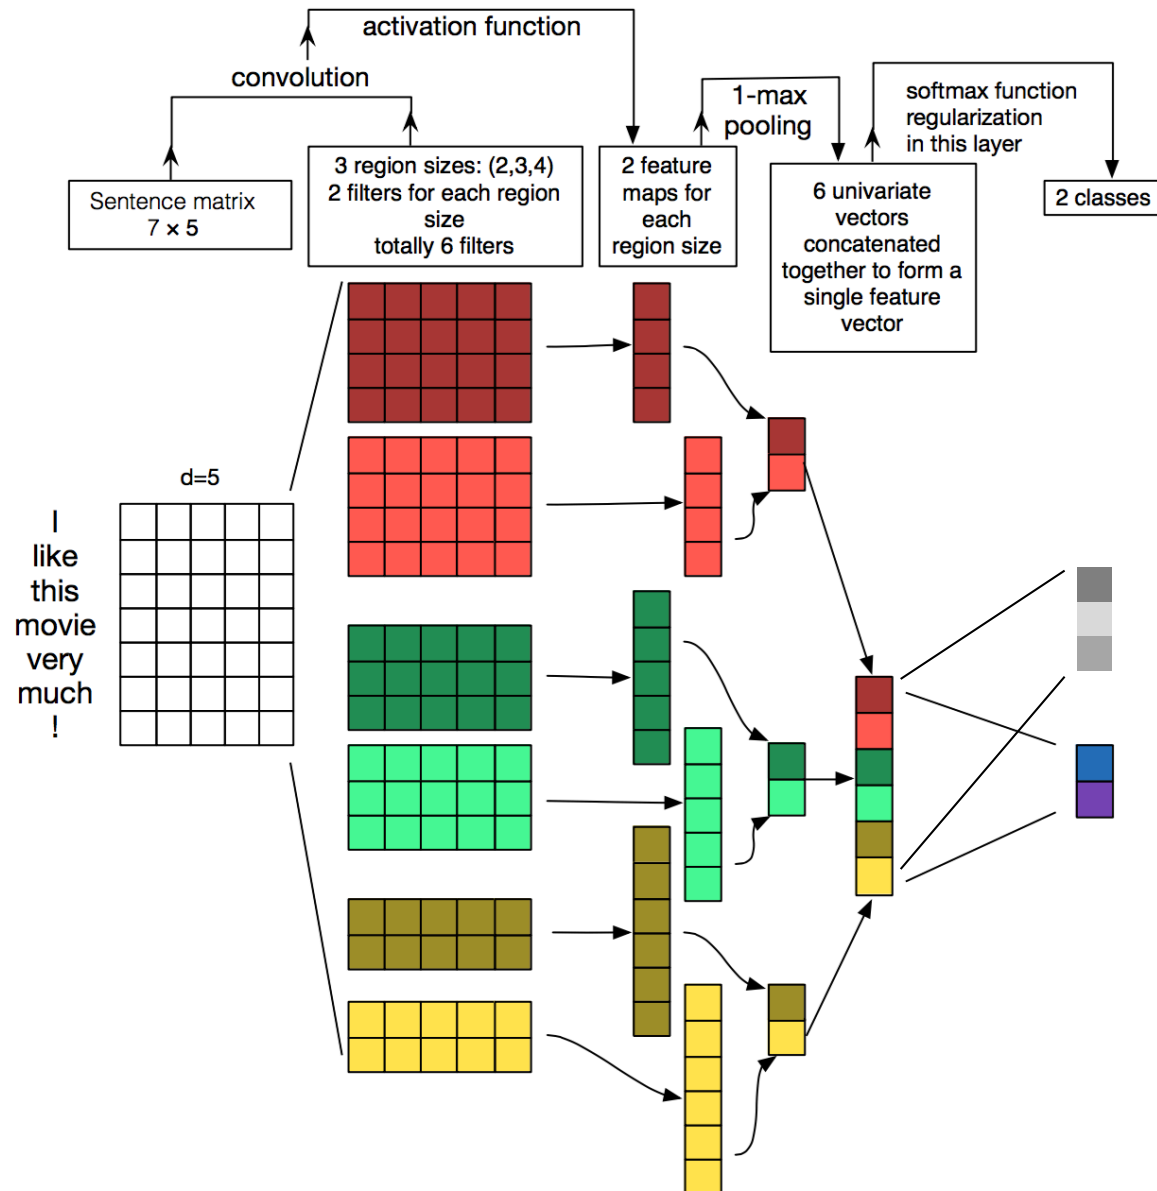 activation function
convolution
1-max
pooling
softmax function
regularization
in this layer
3 region sizes: (2,3,4)
2 filters for each region
size
totally 6 filters
2 feature
maps for
each
region size
6 univariate
vectors
concatenated
together to form a
single feature
vector
Sentence matrix
7 × 5
2 classes
d=5
I
like
this
movie
very
much
!